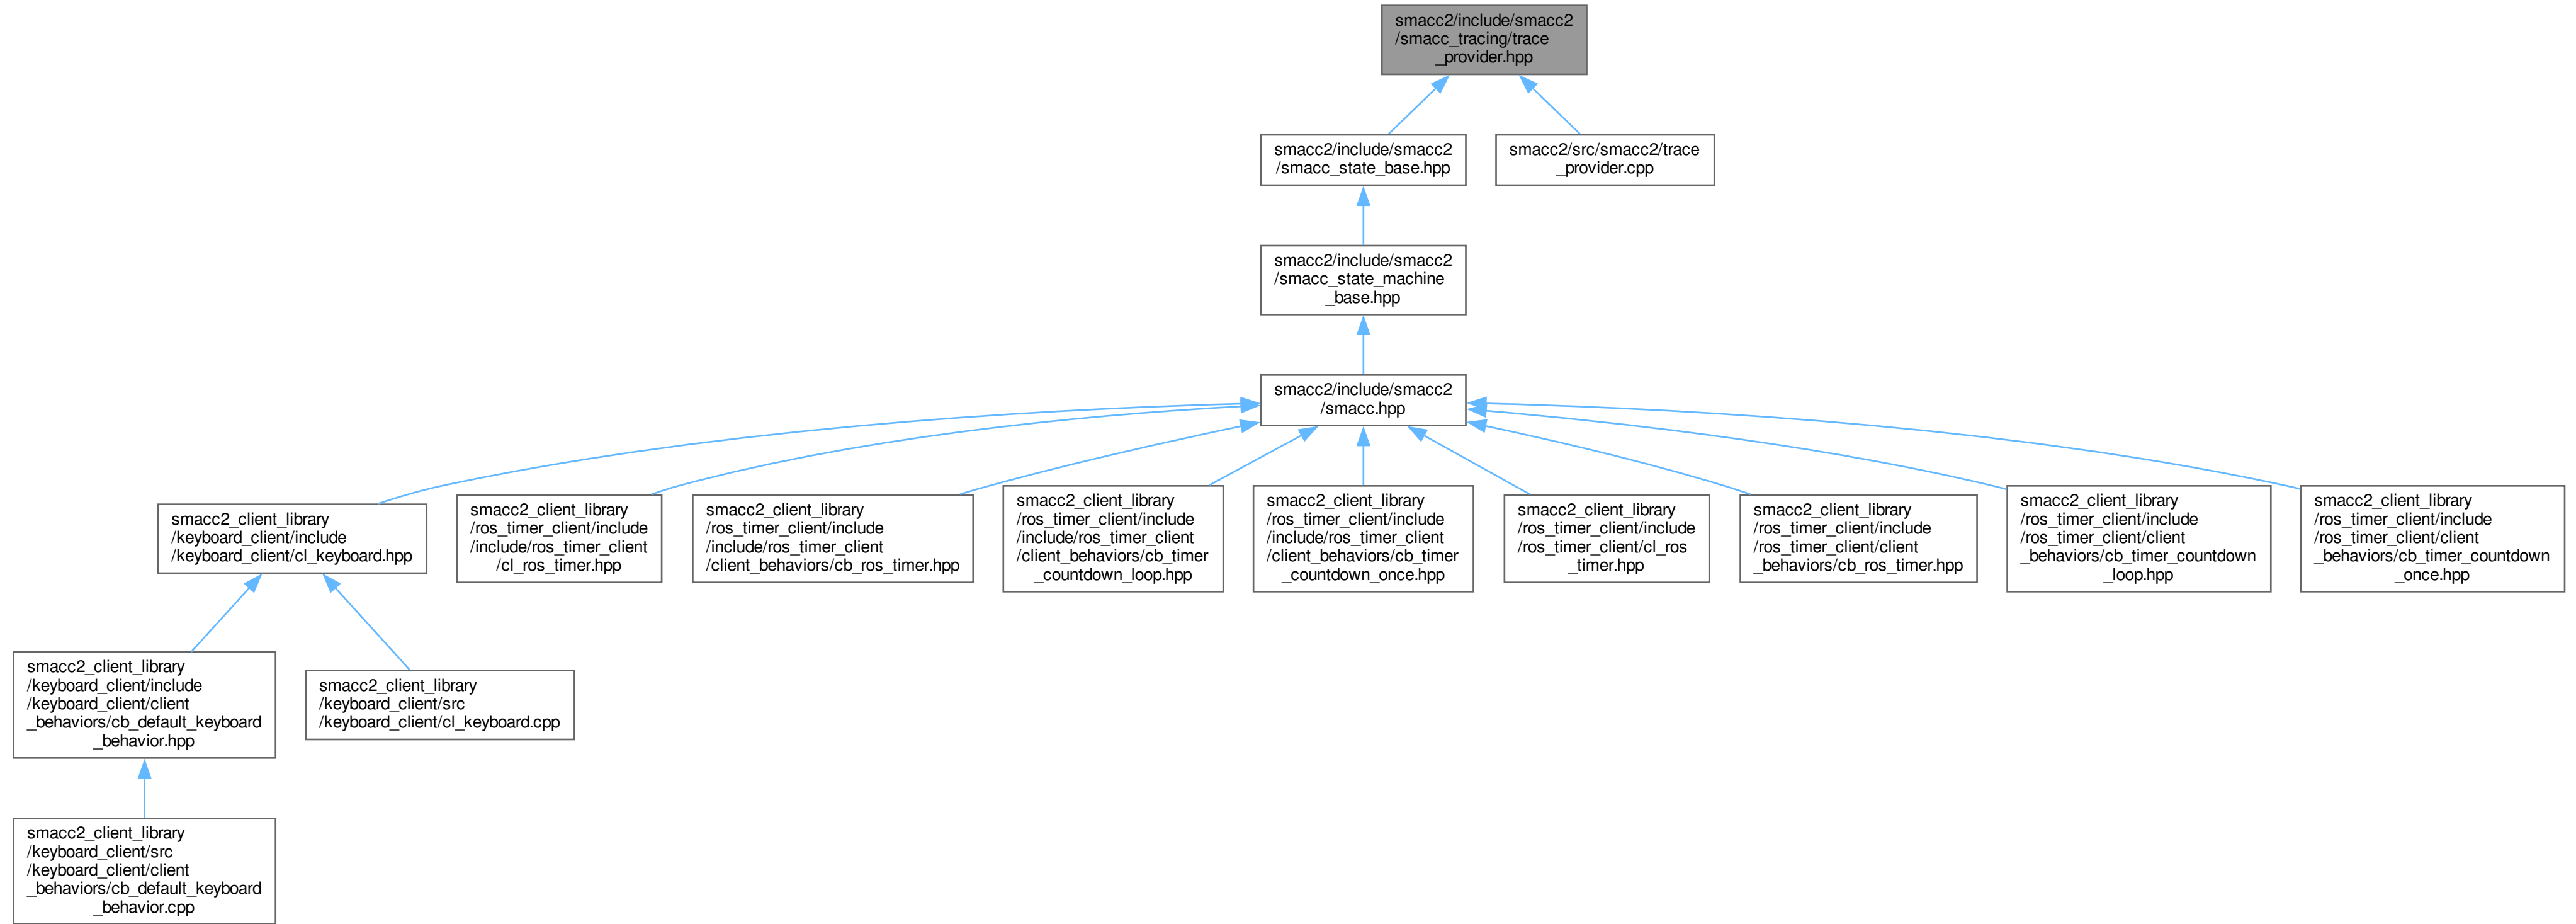 smacc2/include/smacc2
/smacc_tracing/trace
_provider.hpp
smacc2/include/smacc2
/smacc_state_base.hpp
smacc2/src/smacc2/trace
_provider.cpp
smacc2/include/smacc2
/smacc_state_machine
_base.hpp
smacc2/include/smacc2
/smacc.hpp
smacc2_client_library
/keyboard_client/include
/keyboard_client/cl_keyboard.hpp
smacc2_client_library
/ros_timer_client/include
/include/ros_timer_client
/cl_ros_timer.hpp
smacc2_client_library
/ros_timer_client/include
/include/ros_timer_client
/client_behaviors/cb_ros_timer.hpp
smacc2_client_library
/ros_timer_client/include
/include/ros_timer_client
/client_behaviors/cb_timer
_countdown_loop.hpp
smacc2_client_library
/ros_timer_client/include
/include/ros_timer_client
/client_behaviors/cb_timer
_countdown_once.hpp
smacc2_client_library
/ros_timer_client/include
/ros_timer_client/cl_ros
_timer.hpp
smacc2_client_library
/ros_timer_client/include
/ros_timer_client/client
_behaviors/cb_ros_timer.hpp
smacc2_client_library
/ros_timer_client/include
/ros_timer_client/client
_behaviors/cb_timer_countdown
_loop.hpp
smacc2_client_library
/ros_timer_client/include
/ros_timer_client/client
_behaviors/cb_timer_countdown
_once.hpp
smacc2_client_library
/keyboard_client/include
/keyboard_client/client
_behaviors/cb_default_keyboard
_behavior.hpp
smacc2_client_library
/keyboard_client/src
/keyboard_client/cl_keyboard.cpp
smacc2_client_library
/keyboard_client/src
/keyboard_client/client
_behaviors/cb_default_keyboard
_behavior.cpp